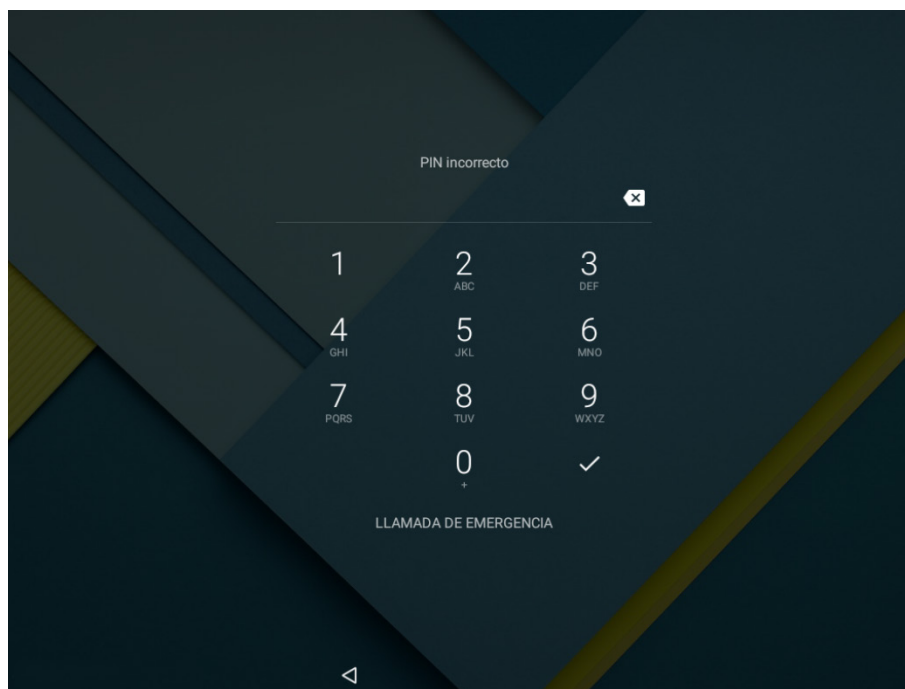 PIN incorrecto
1 2 3
ABC DEF
4 5 6
GHI JKL MNO
7 8 9
PQRS TUV WXYZ
0
+
LLAMADA DE EMERGENCIA